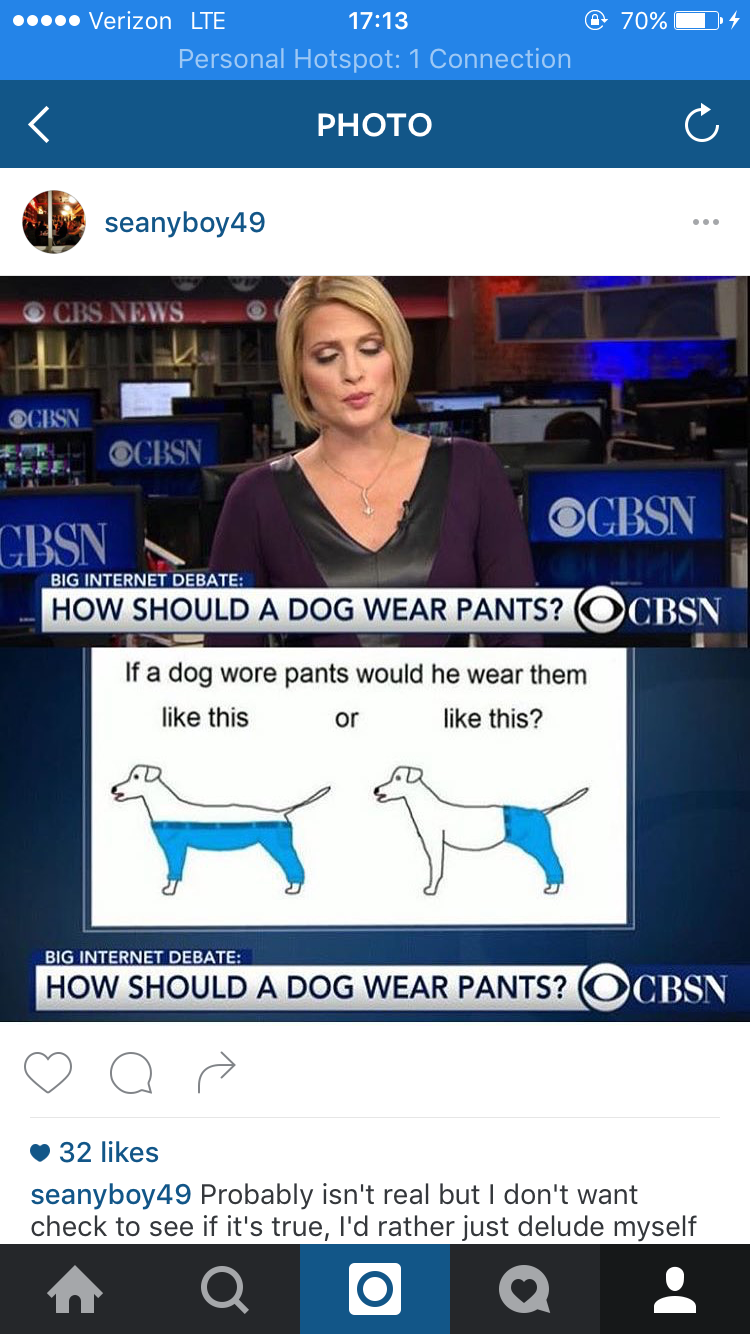 Verizon LTE 17:13 70%
Personal Hotspot: 1 Connection
PHOTO
seanyboy49
CBS NEWS
CBSN
CBSN
CBSN
CBSN
BIG INTERNET DEBATE:
HOW SHOULD A DOG WEAR PANTS? CBSN
If a dog wore pants would he wear them
like this or like this?
BIG INTERNET DEBATE:
HOW SHOULD A DOG WEAR PANTS? CBSN
32 likes
seanyboy49 Probably isn't real but I don't want
check to see if it's true, I'd rather just delude myself